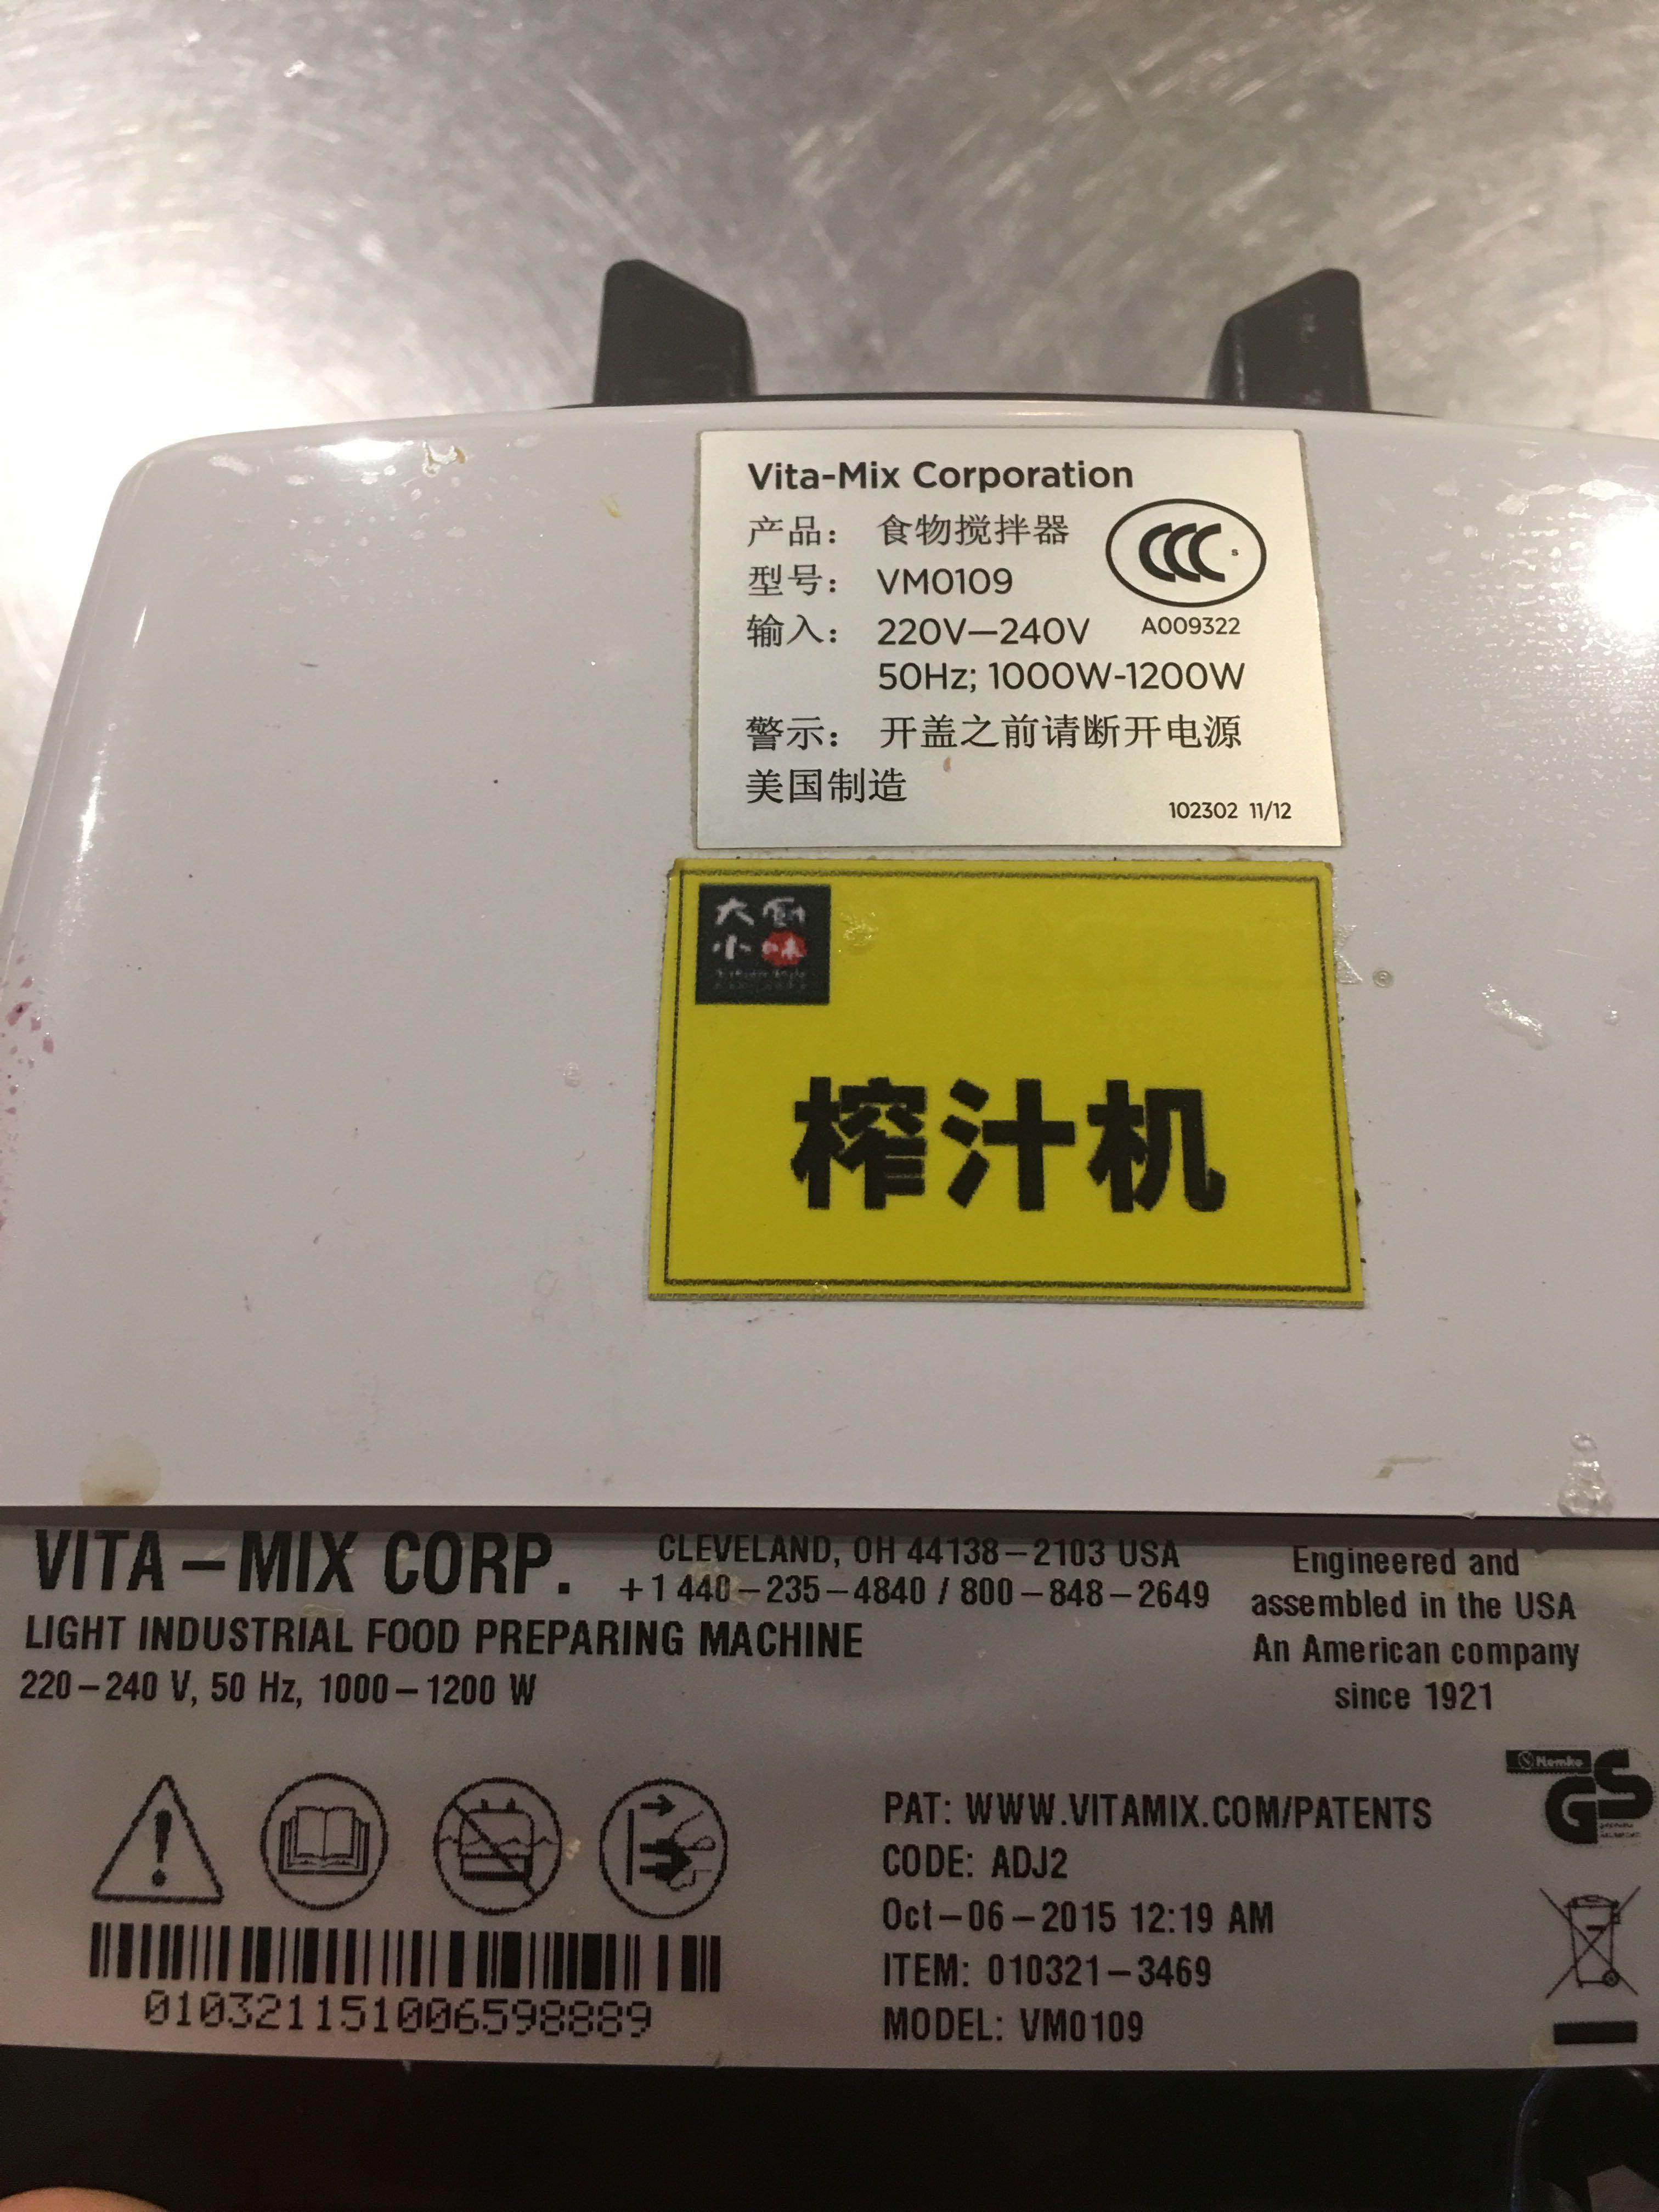 Vita-Mix Corporation
产品： 食物搅拌器
型号： VM0109
CCC s
输入： 220V—240V
A009322
50Hz; 1000W-1200W
警示： 开盖之前请断开电源
美国制造
102302 11/12
大厨
小味
榨汁机
VITA-MIX CORP.
CLEVELAND, OH 44138-2103 USA
+1 440-235-4840 / 800-848-2649
LIGHT INDUSTRIAL FOOD PREPARING MACHINE
220-240 V, 50 Hz, 1000-1200 W
Engineered and
assembled in the USA
An American company
since 1921
Nemko
GS
PAT: WWW.VITAMIX.COM/PATENTS
CODE: ADJ2
Oct-06-2015 12:19 AM
ITEM: 010321-3469
MODEL: VM0109
010321151006598889